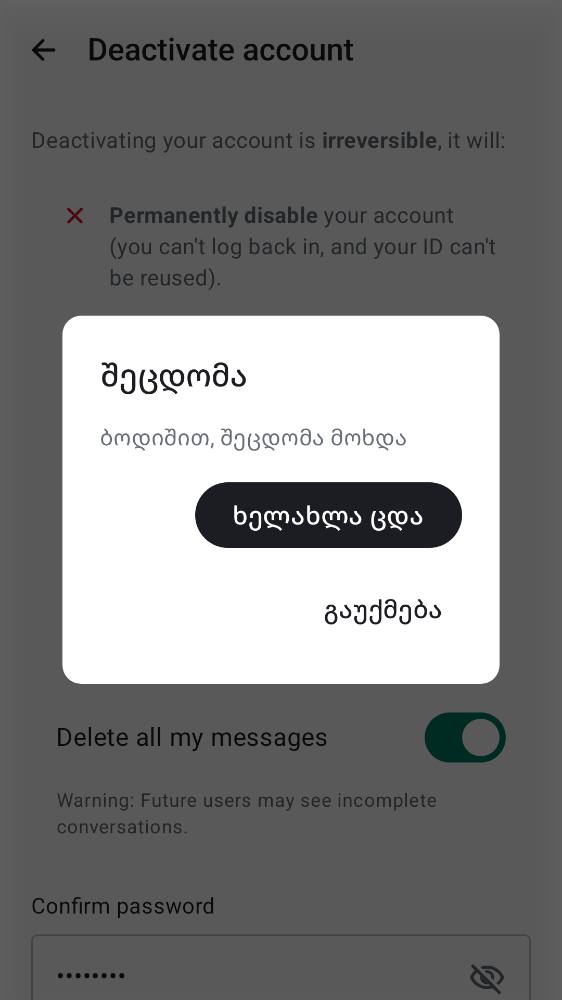 Deactivate account
Deactivating your account is irreversible, it will:
Permanently disable your account
(you can't log back in, and your ID can't
be reused).
შეცდომა
ბოდიშით, შეცდომა მოხდა
ხელახლა ცდა
გაუქმება
Delete all my messages
Warning: Future users may see incomplete
conversations.
Confirm password